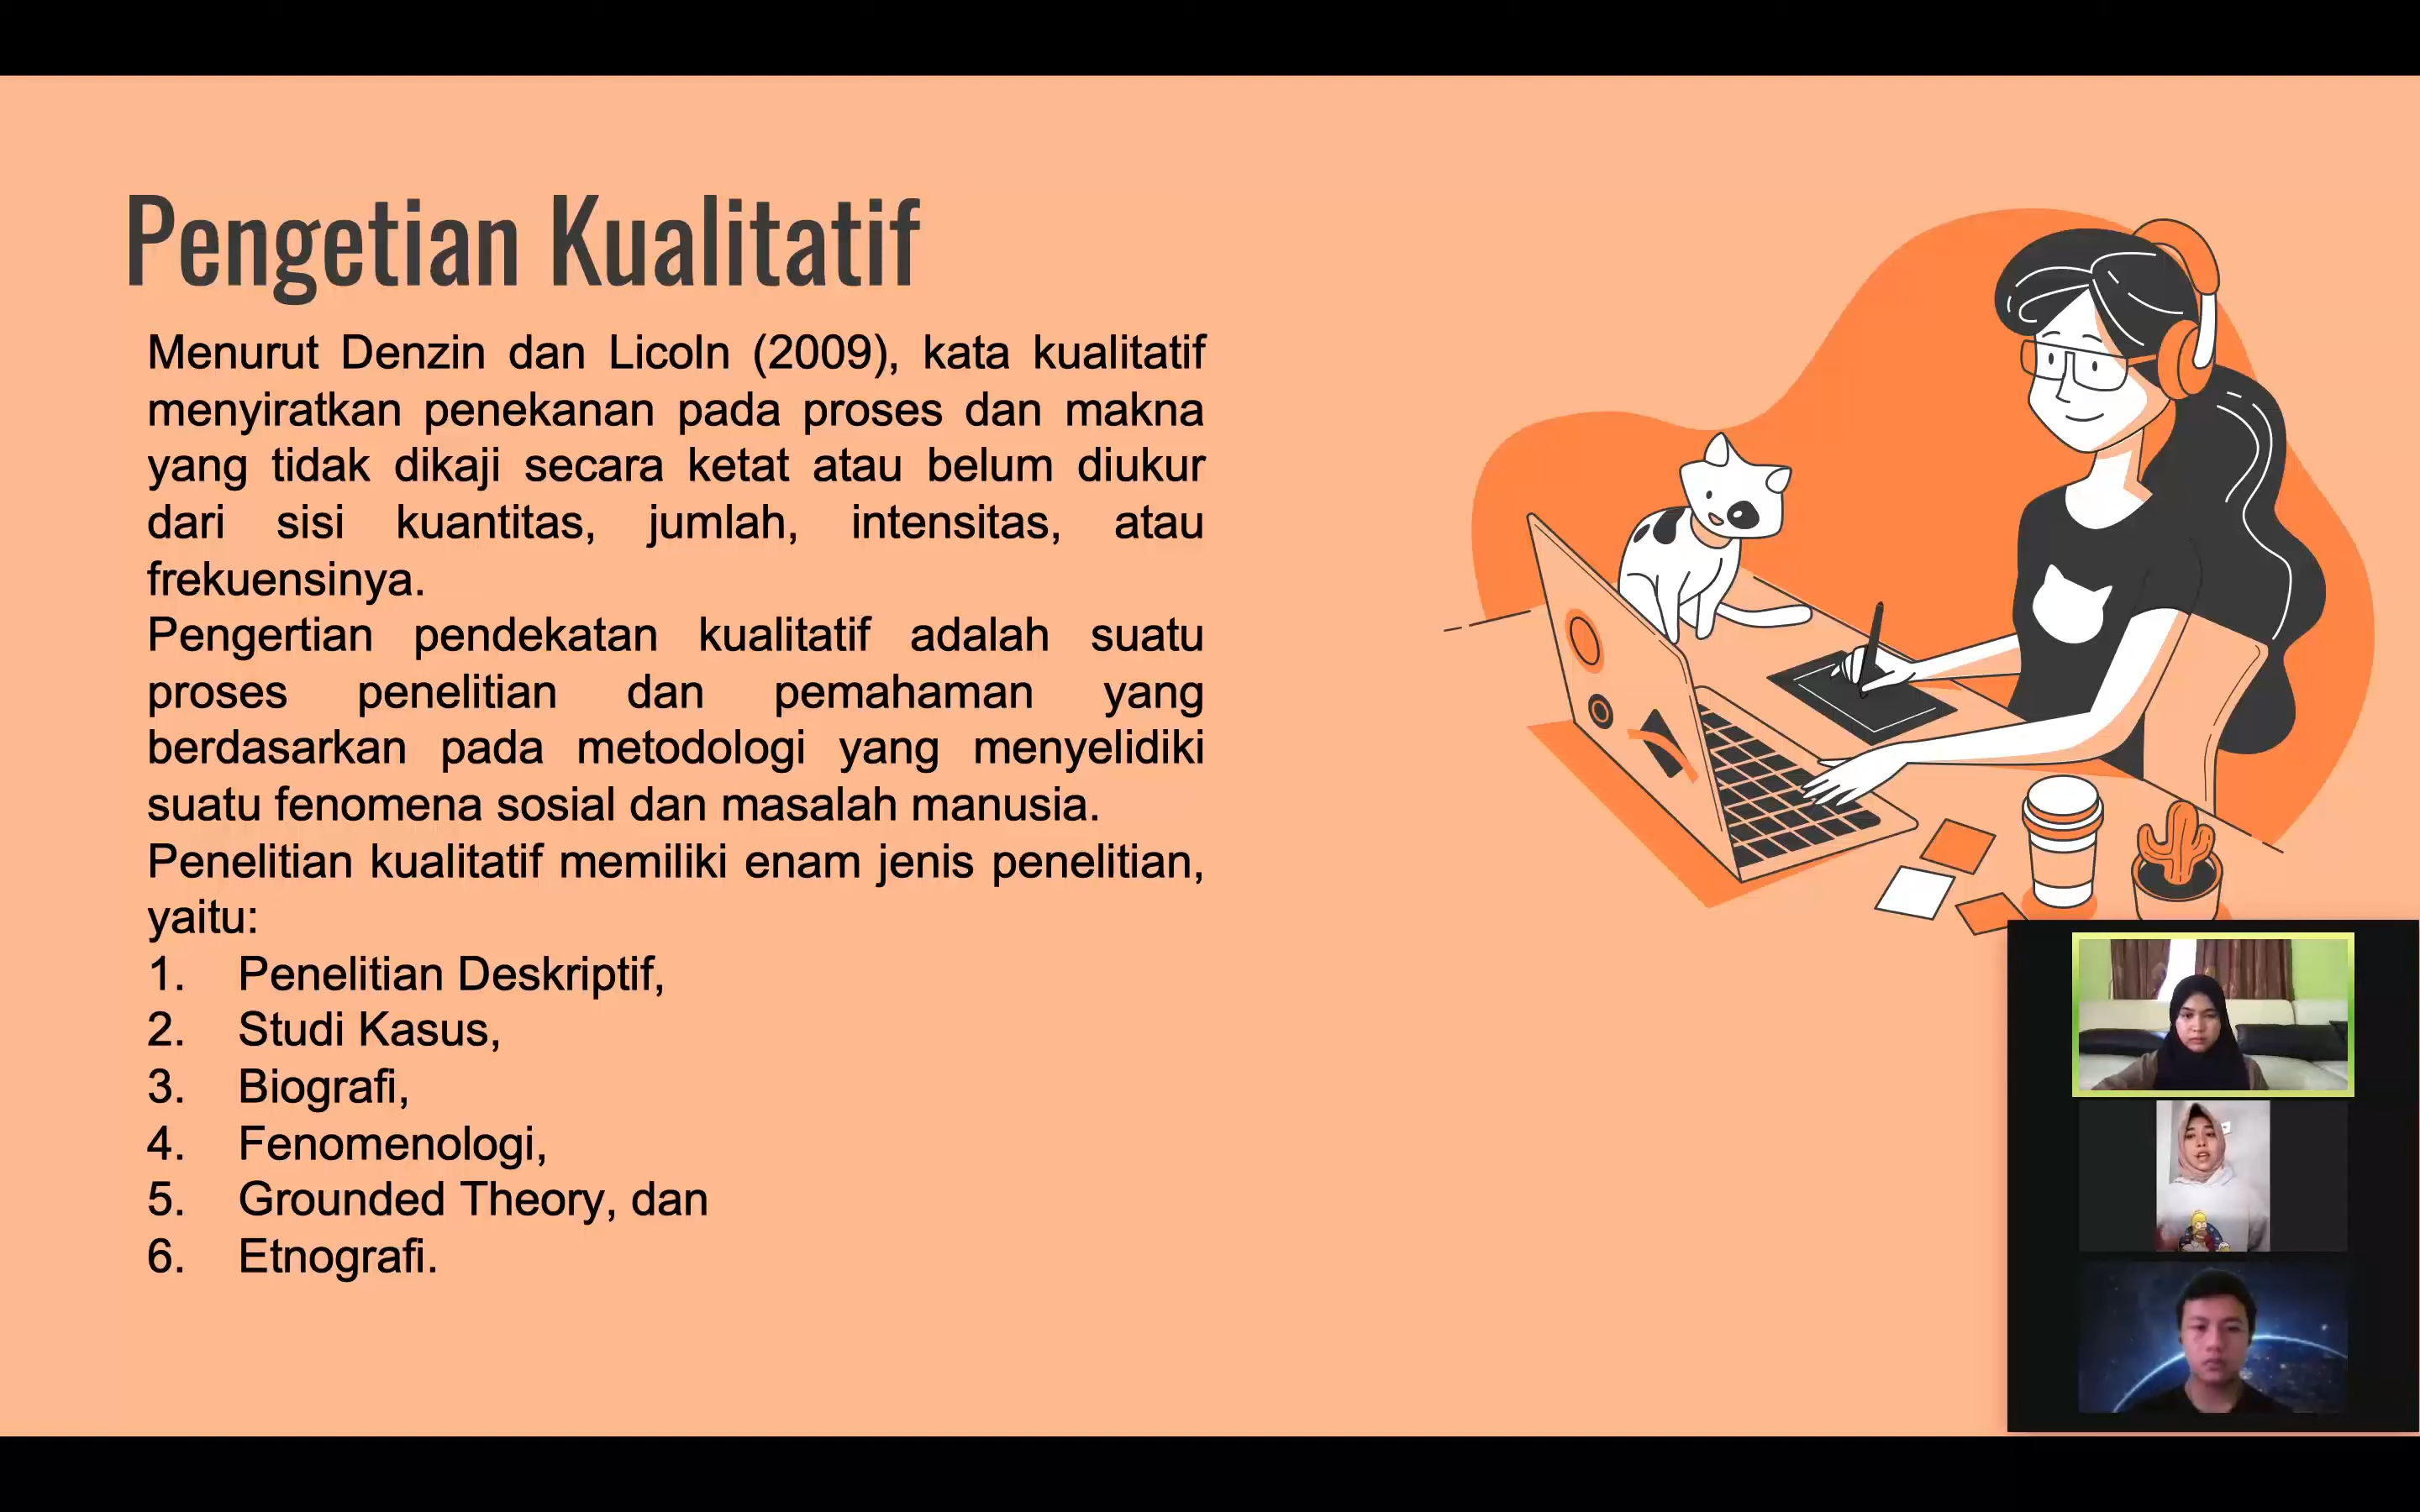 Pengetian Kualitatif
Menurut Denzin dan Licoln (2009), kata kualitatif
menyiratkan penekanan pada proses dan makna
yang tidak dikaji secara ketat atau belum diukur
dari sisi kuantitas, jumlah, intensitas, atau
frekuensinya.
Pengertian pendekatan kualitatif adalah suatu
proses penelitian dan pemahaman yang
berdasarkan pada metodologi yang menyelidiki
suatu fenomena sosial dan masalah manusia.
Penelitian kualitatif memiliki enam jenis penelitian,
yaitu:
1. Penelitian Deskriptif,
2. Studi Kasus,
3. Biografi,
4. Fenomenologi,
5. Grounded Theory, dan
6. Etnografi.